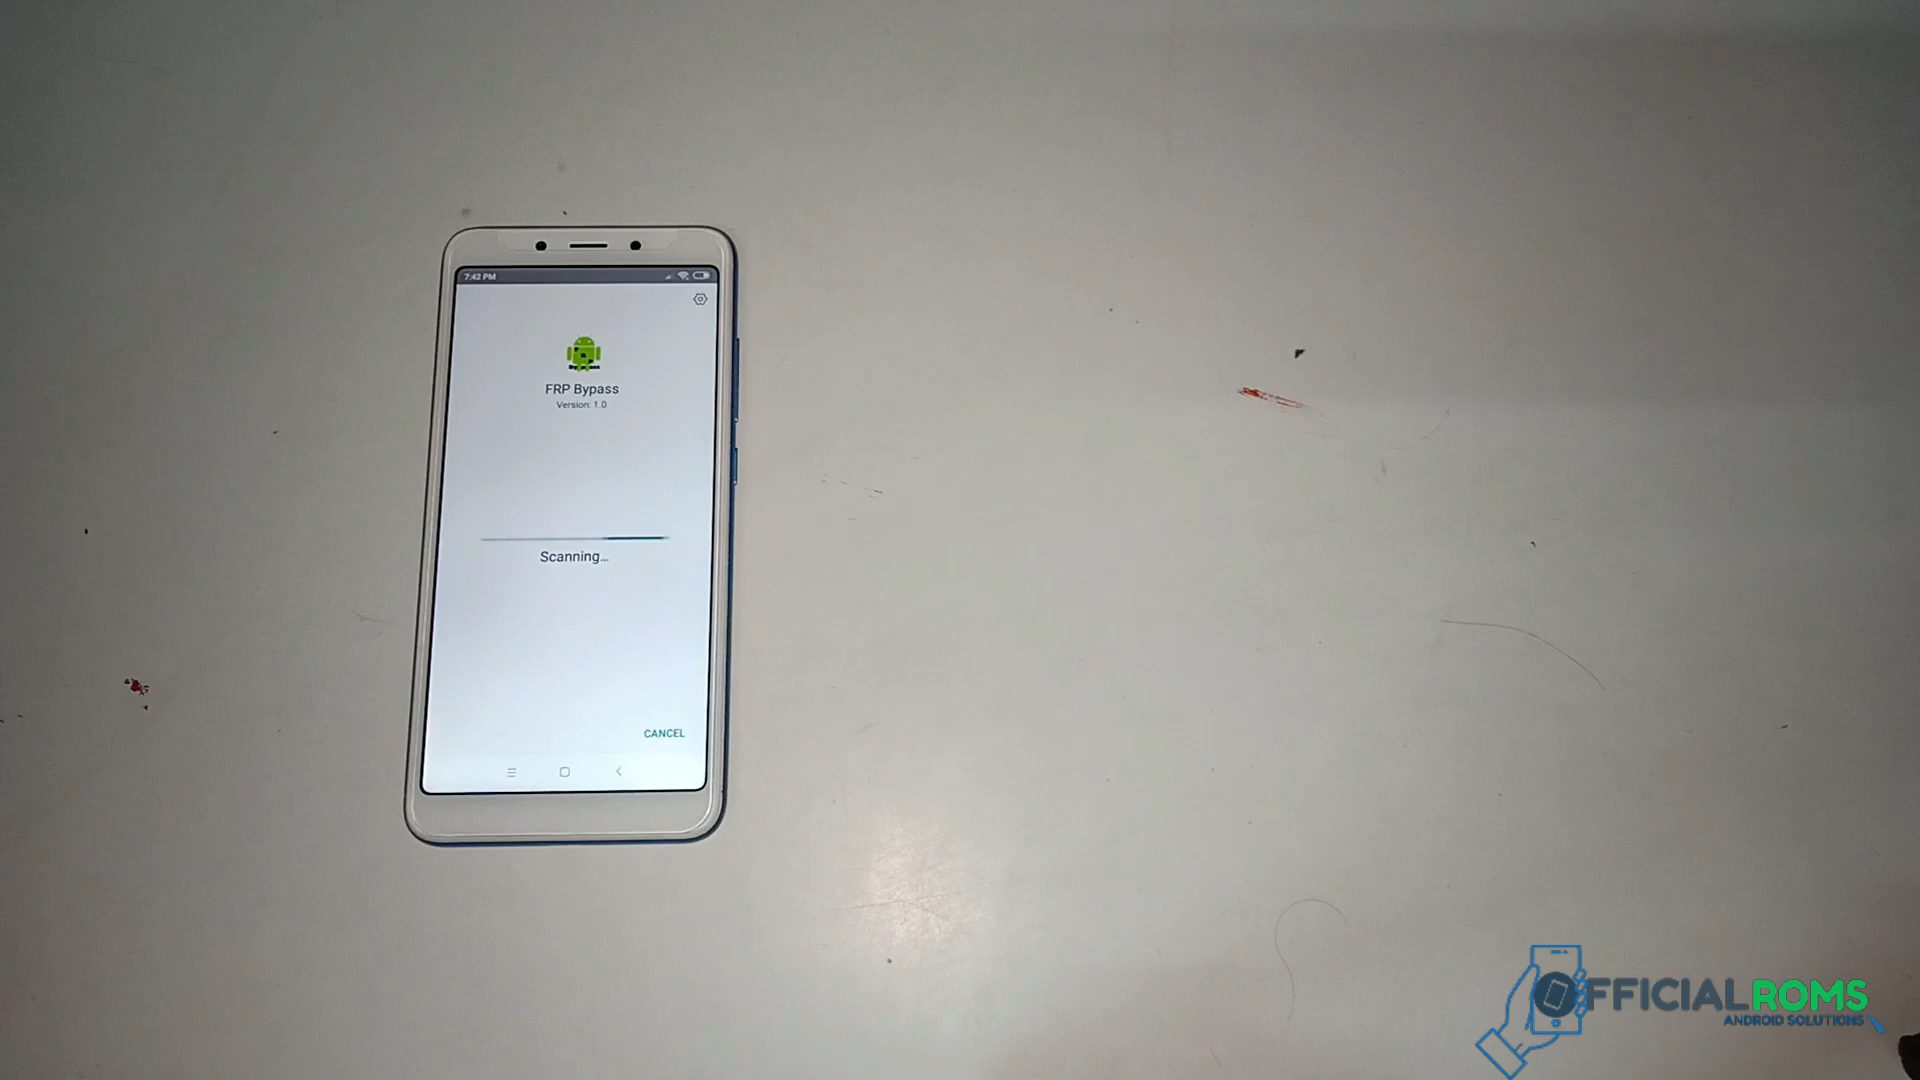 7:42 PM
FRP Bypass
Version: 1.0
Scanning...
CANCEL
OFFICIALROMS
ANDROID SOLUTIONS